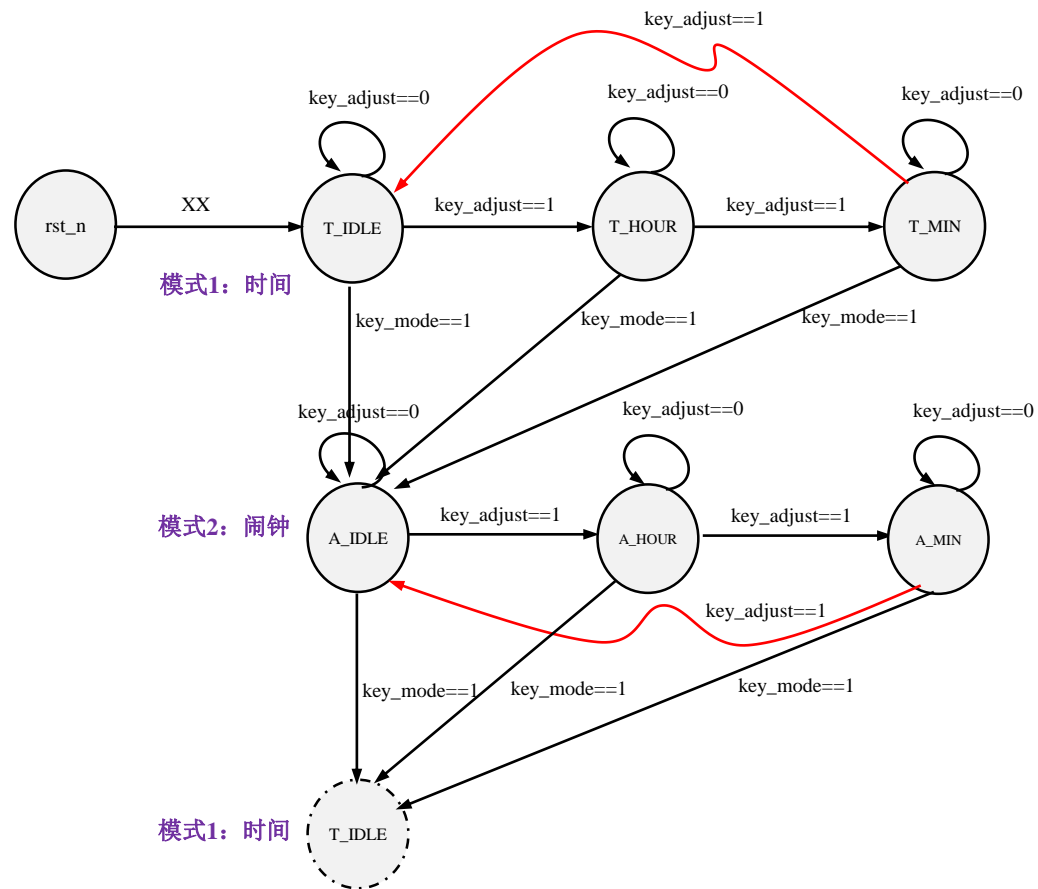 key_adjust==1
key_adjust==0
key_adjust==0
key_adjust==0
rst_n
XX
T_IDLE
key_adjust==1
T_HOUR
key_adjust==1
T_MIN
模式1：时间
key_mode==1
key_mode==1
key_mode==1
key_adjust==0
key_adjust==0
key_adjust==0
模式2：闹钟
A_IDLE
key_adjust==1
A_HOUR
key_adjust==1
A_MIN
key_adjust==1
key_mode==1
key_mode==1
key_mode==1
模式1：时间
T_IDLE